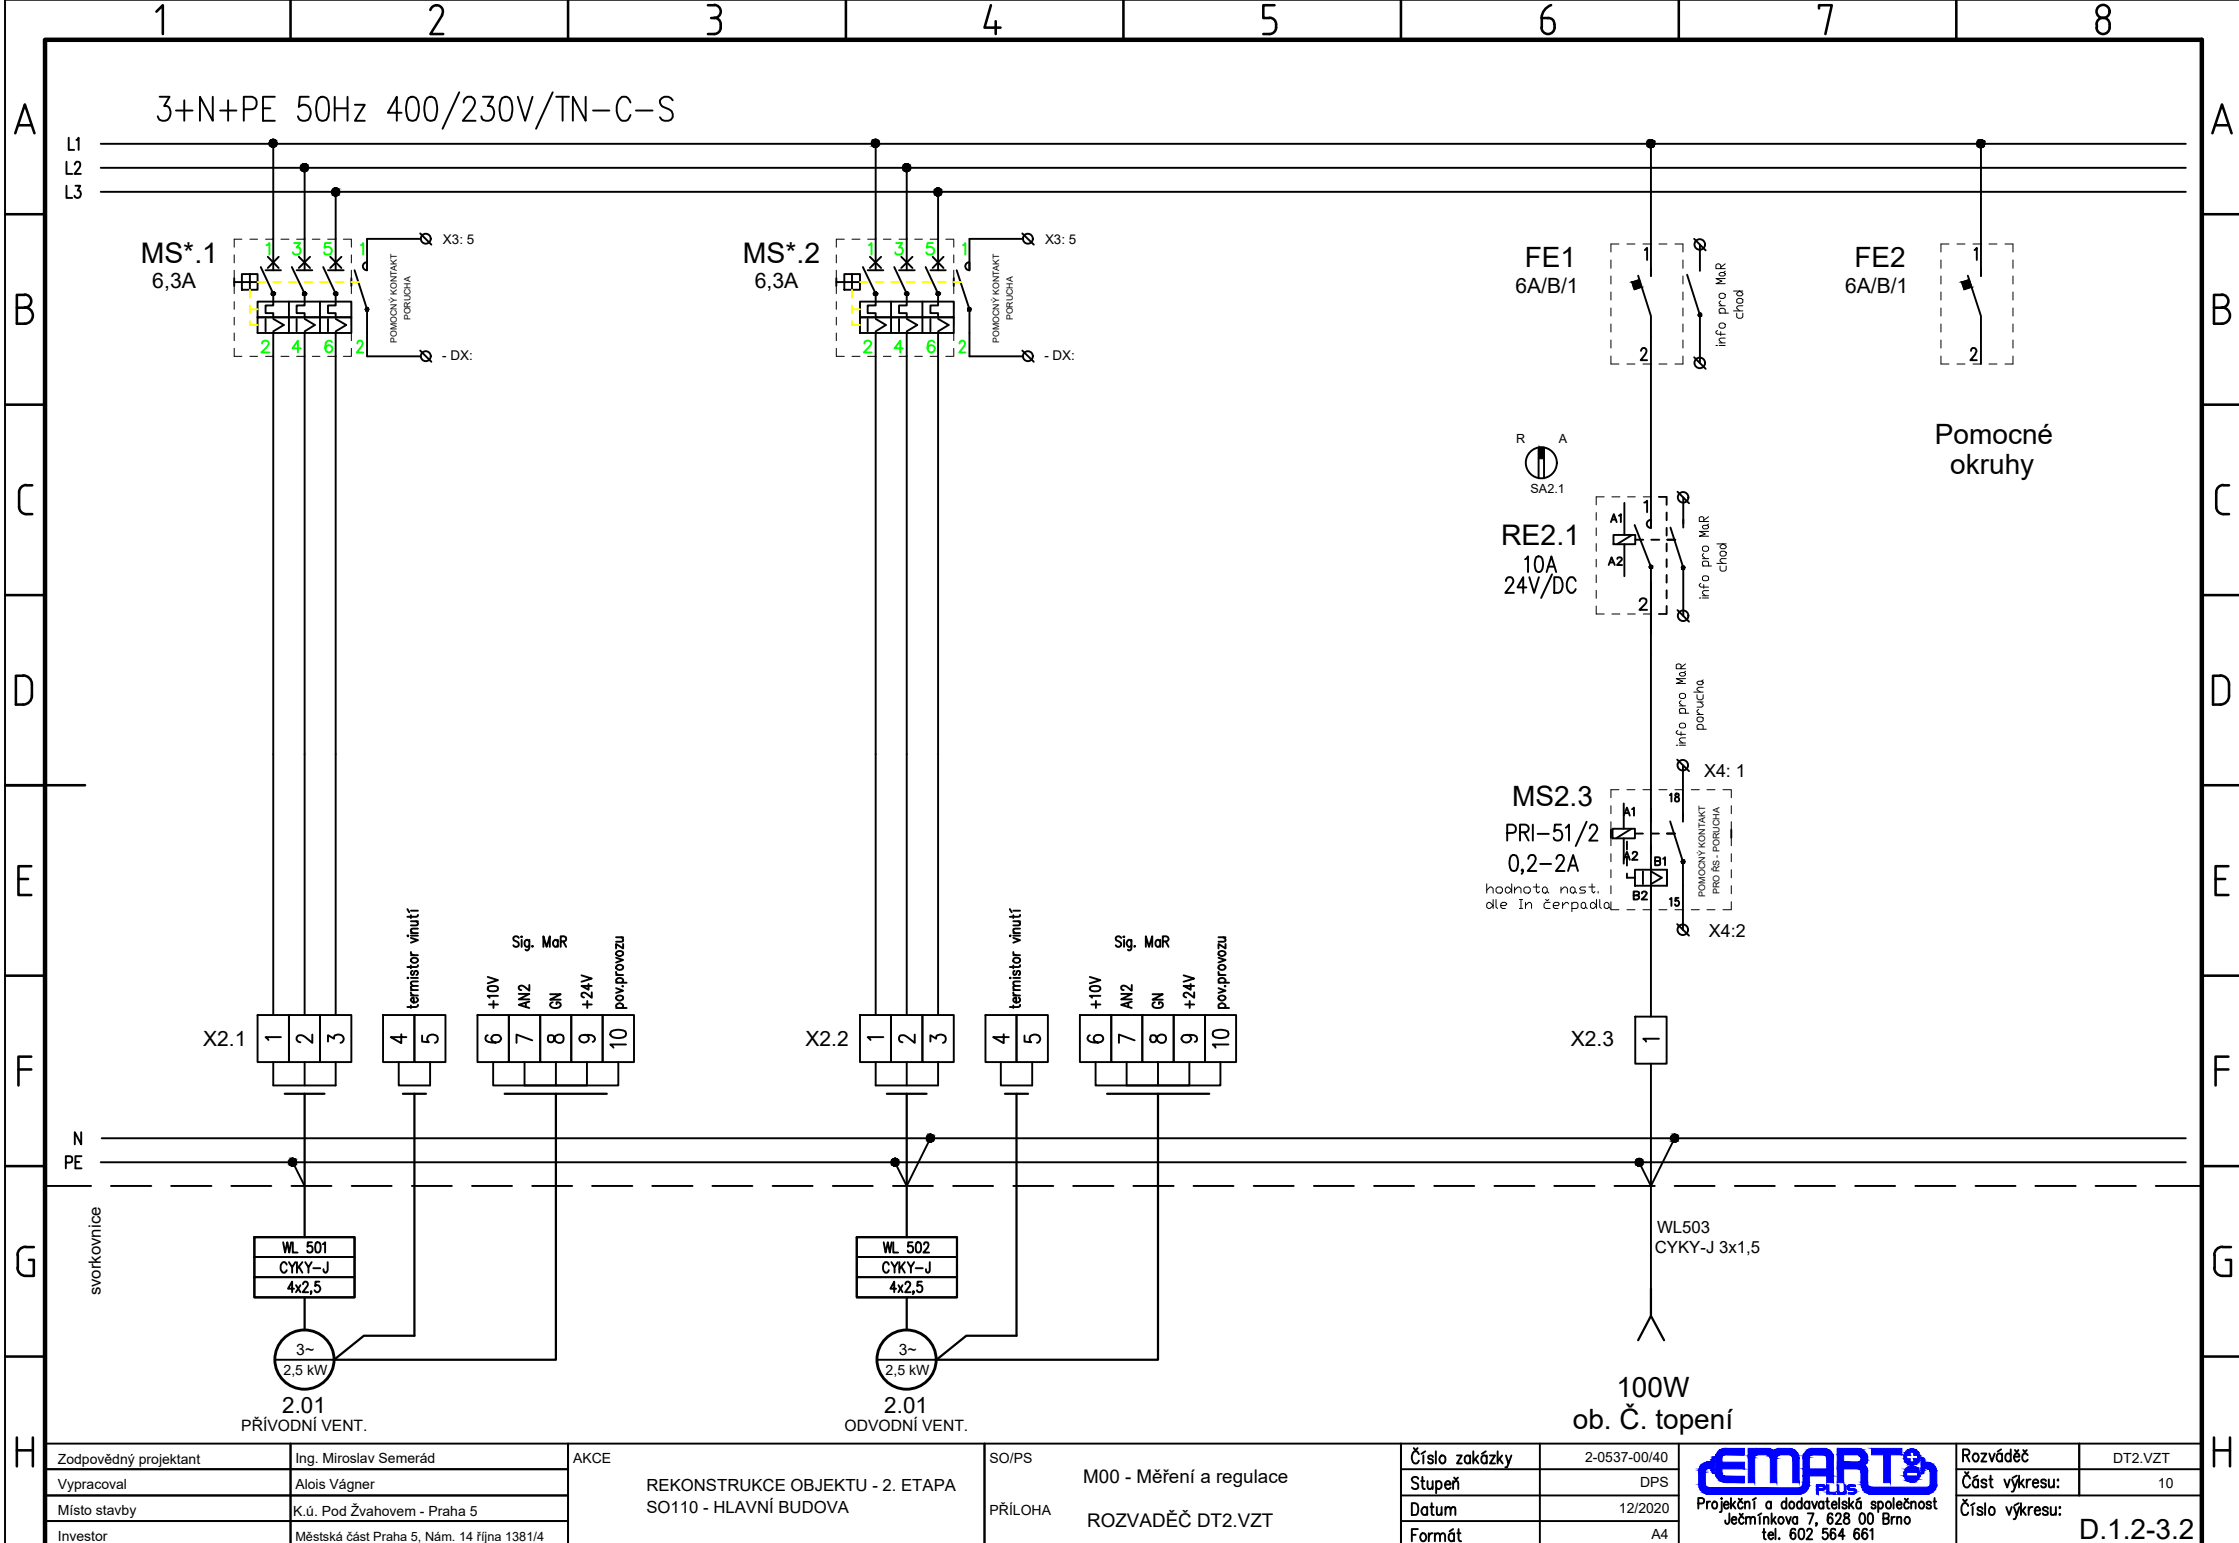 1 2 3 4 5 6 7 8
A A
3+N+PE 50Hz 400/230V/TN-C-S
L1
L2
L3
B B
MS*.1
6,3A
1 3 5 1
2 4 6 2
X3: 5
- DX:
POMOCNÝ KONTAKT
PORUCHA
MS*.2
6,3A
1 3 5 1
2 4 6 2
X3: 5
- DX:
POMOCNÝ KONTAKT
PORUCHA
FE1
6A/B/1
1
2
info pro MaR
chod
FE2
6A/B/1
1
2
Pomocné
okruhy
C C
R A
SA2.1
RE2.1
10A
24V/DC
A1
A2
1
2
info pro MaR
chod
D D
info pro MaR
porucha
X4: 1
MS2.3
PRI-51/2
0,2-2A
hodnota nast.
dle In čerpadla
A1
A2
B1
B2
18
15
POMOCNÝ KONTAKT
PRO ŘS - PORUCHA
X4:2
E E
termistor vinutí
Sig. MaR
+10V
AN2
GN
+24V
pov.provozu
termistor vinutí
Sig. MaR
+10V
AN2
GN
+24V
pov.provozu
F F
X2.1 1 2 3 4 5 6 7 8 9 10
X2.2 1 2 3 4 5 6 7 8 9 10
X2.3 1
N
PE
G G
svorkovnice
WL 501
CYKY-J
4x2,5
3~
2,5 kW
2.01
PŘÍVODNÍ VENT.
WL 502
CYKY-J
4x2,5
3~
2,5 kW
2.01
ODVODNÍ VENT.
WL503
CYKY-J 3x1,5
100W
ob. Č. topení
H H
Zodpovědný projektant Ing. Miroslav Semerád
Vypracoval Alois Vágner
Místo stavby K.ú. Pod Žvahovem - Praha 5
Investor Městská část Praha 5, Nám. 14 října 1381/4
AKCE
REKONSTRUKCE OBJEKTU - 2. ETAPA
SO110 - HLAVNÍ BUDOVA
SO/PS
M00 - Měření a regulace
PŘÍLOHA
ROZVADĚČ DT2.VZT
Číslo zakázky 2-0537-00/40
Stupeň DPS
Datum 12/2020
Formát A4
EMART
PLUS
Projekční a dodavatelská společnost
Ječmínkova 7, 628 00 Brno
tel. 602 564 661
Rozváděč DT2.VZT
Část výkresu: 10
Číslo výkresu:
D.1.2-3.2